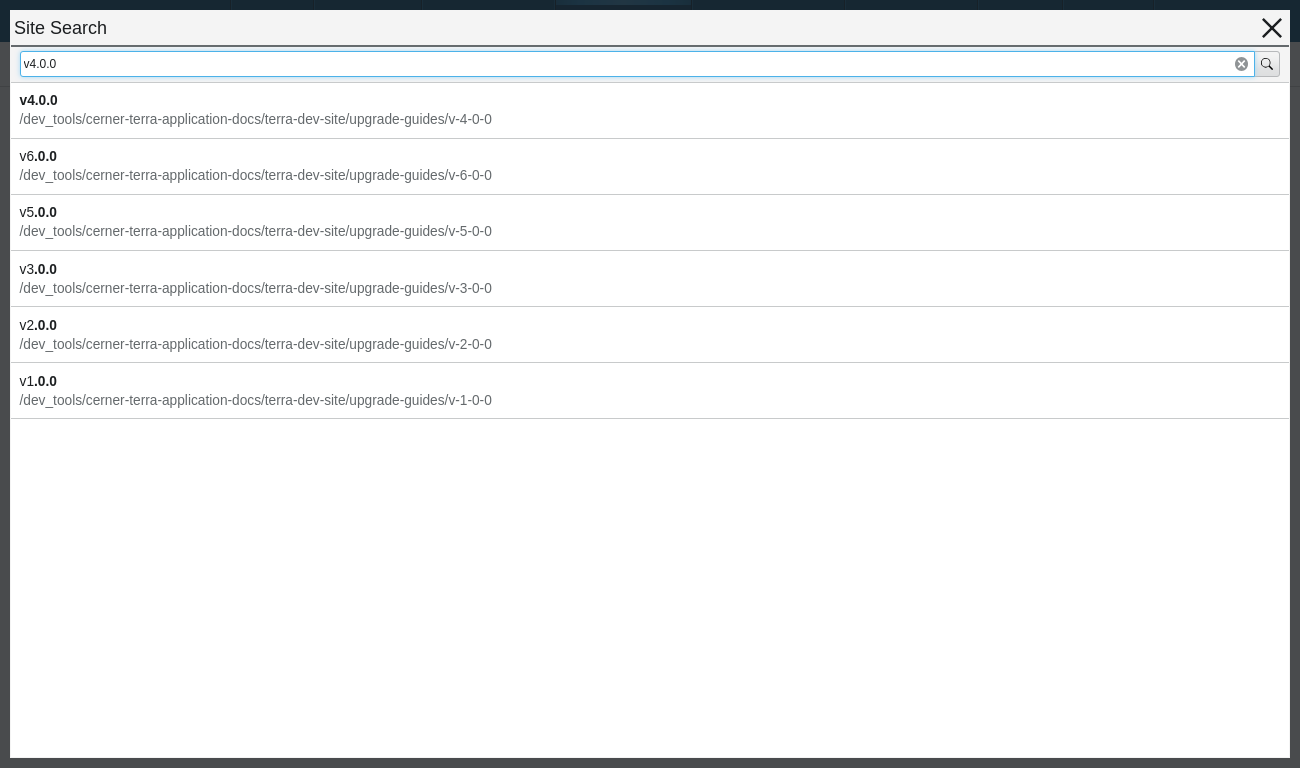 Site Search
v4.0.0
v4.0.0
/dev_tools/cerner-terra-application-docs/terra-dev-site/upgrade-guides/v-4-0-0
v6.0.0
/dev_tools/cerner-terra-application-docs/terra-dev-site/upgrade-guides/v-6-0-0
v5.0.0
/dev_tools/cerner-terra-application-docs/terra-dev-site/upgrade-guides/v-5-0-0
v3.0.0
/dev_tools/cerner-terra-application-docs/terra-dev-site/upgrade-guides/v-3-0-0
v2.0.0
/dev_tools/cerner-terra-application-docs/terra-dev-site/upgrade-guides/v-2-0-0
v1.0.0
/dev_tools/cerner-terra-application-docs/terra-dev-site/upgrade-guides/v-1-0-0